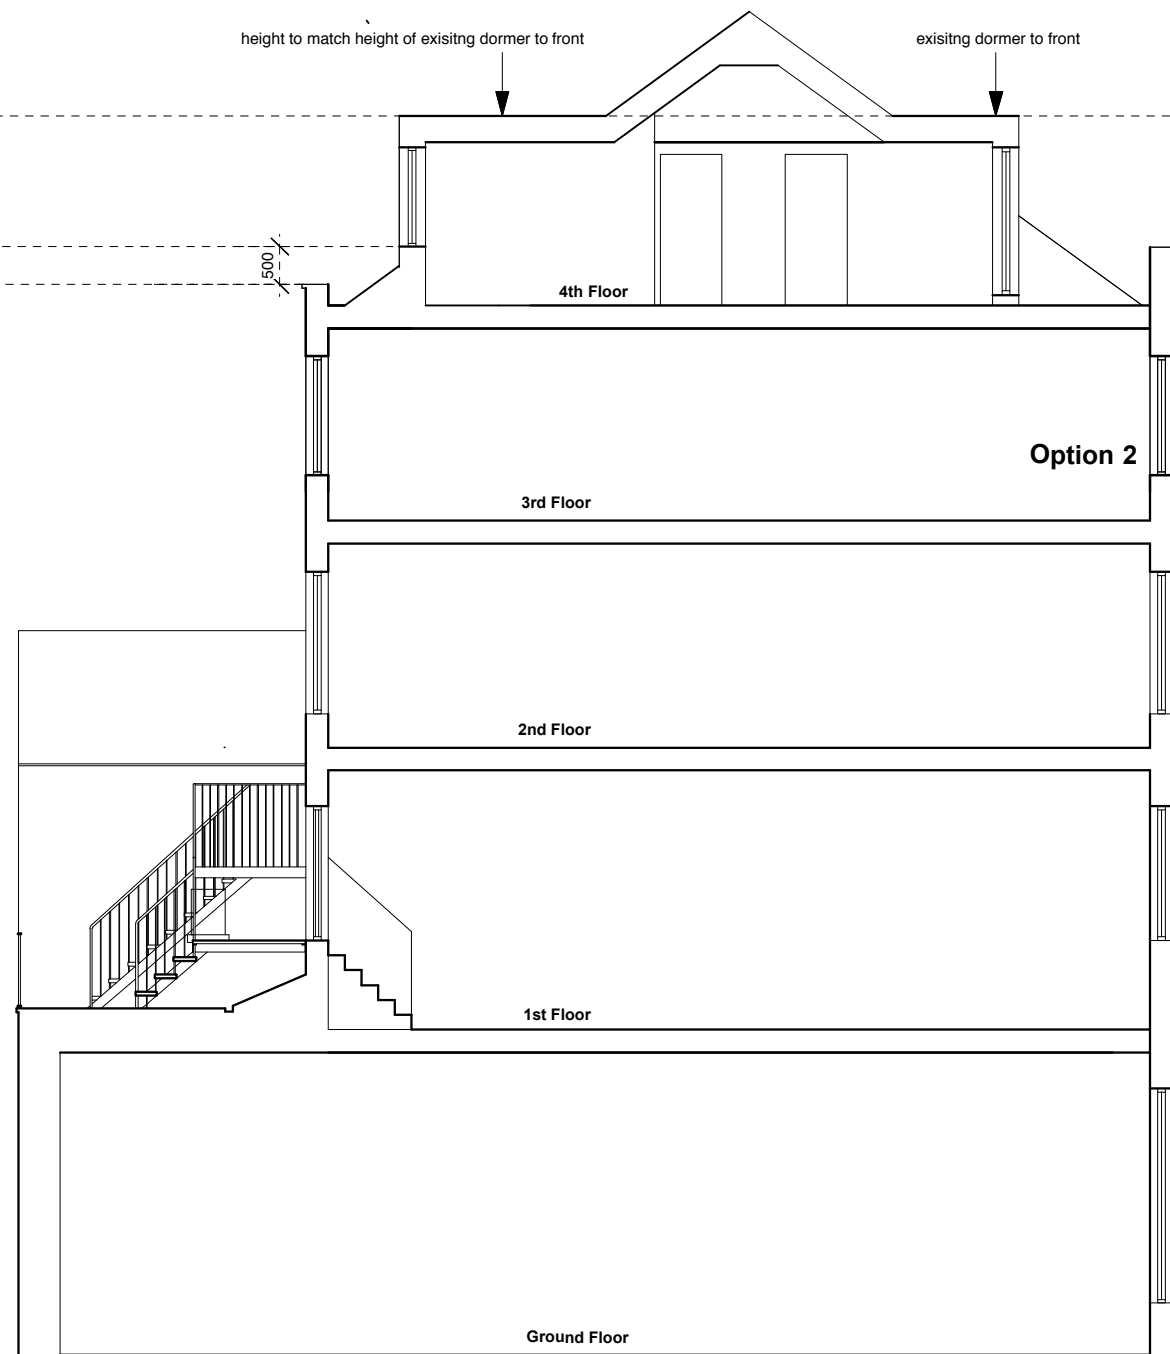 height to match height of exisitng dormer to front
exisitng dormer to front
500
4th Floor
Option 2
3rd Floor
2nd Floor
1st Floor
Ground Floor